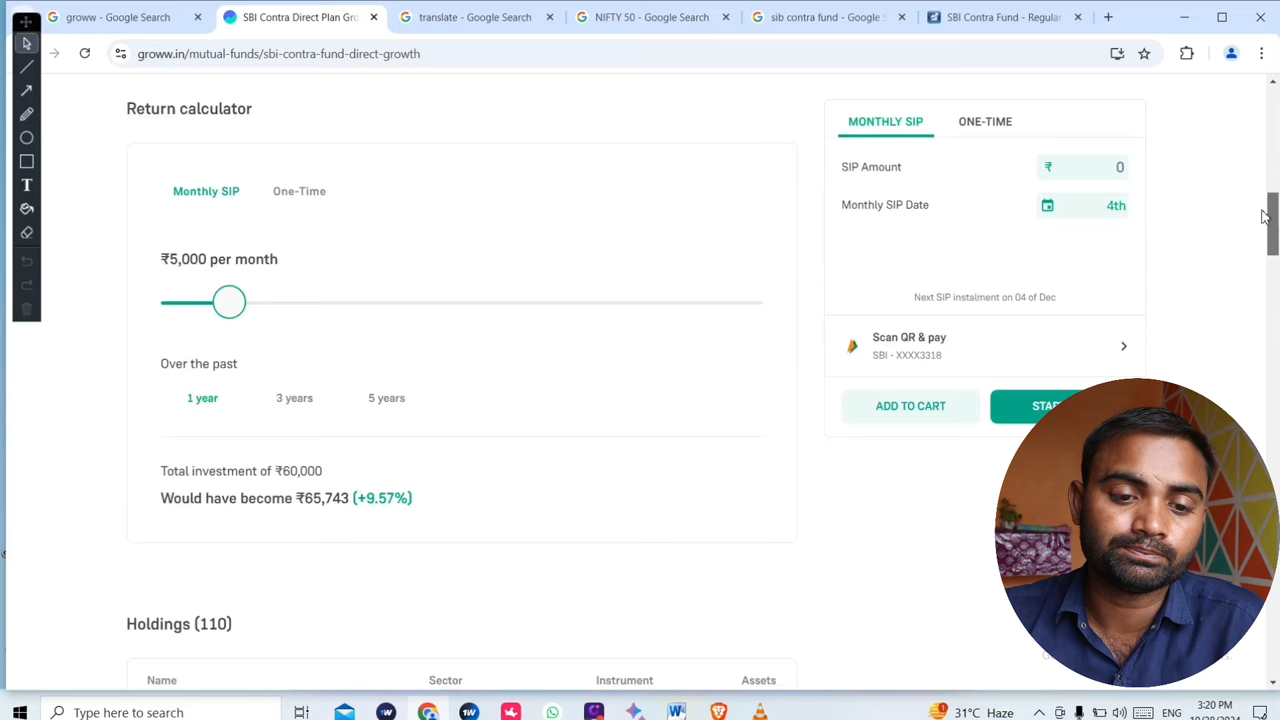 groww - Google Search
SBI Contra Direct Plan Gro
translate - Google Search
NIFTY 50 - Google Search
sib contra fund - Google S
SBI Contra Fund - Regular
groww.in/mutual-funds/sbi-contra-fund-direct-growth
Return calculator
Monthly SIP
One-Time
₹5,000 per month
Over the past
1 year
3 years
5 years
Total investment of ₹60,000
Would have become ₹65,743 (+9.57%)
Holdings (110)
Name
Sector
Instrument
Assets
MONTHLY SIP
ONE-TIME
SIP Amount
₹ 0
Monthly SIP Date
4th
Next SIP instalment on 04 of Dec
Scan QR & pay
SBI - XXXX3318
ADD TO CART
T
Type here to search
31°C Haze
ENG
3:20 PM